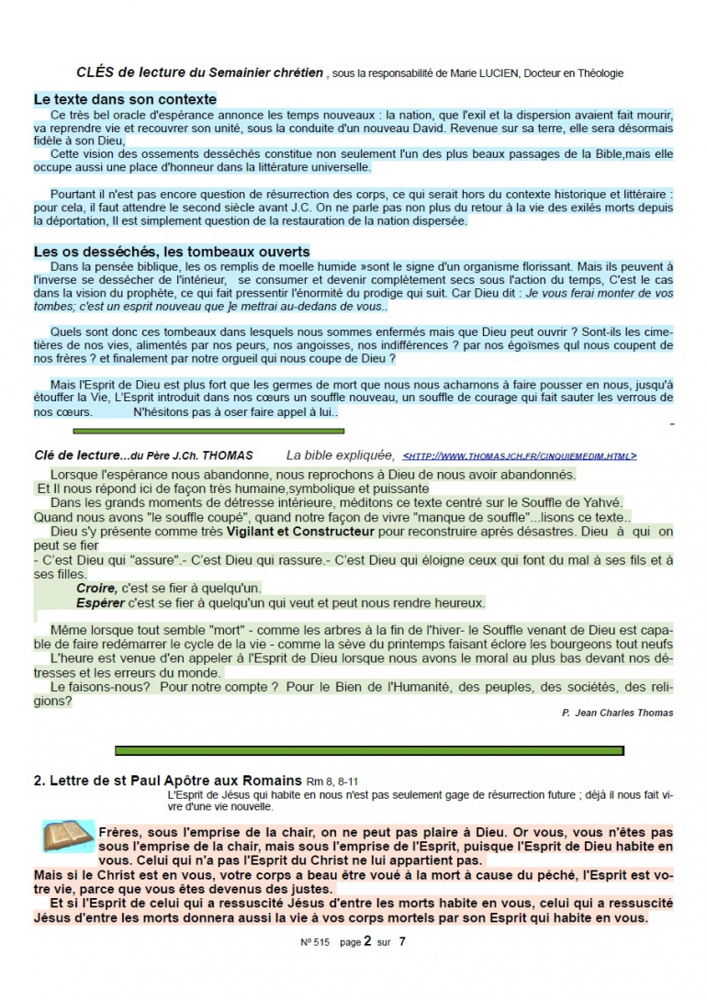 CLÉS de lecture du Semainier chrétien , sous la responsabilité de Marie LUCIEN, Docteur en Théologie
Le texte dans son contexte
Ce très bel oracle d'espérance annonce les temps nouveaux : la nation, que l'exil et la dispersion avaient fait mourir,
va reprendre vie et recouvrer son unité, sous la conduite d'un nouveau David. Revenue sur sa terre, elle sera désormais
fidèle à son Dieu,
Cette vision des ossements desséchés constitue non seulement l'un des plus beaux passages de la Bible,mais elle
occupe aussi une place d'honneur dans la littérature universelle.
Pourtant il n'est pas encore question de résurrection des corps, ce qui serait hors du contexte historique et littéraire :
pour cela, il faut attendre le second siècle avant J.C. On ne parle pas non plus du retour à la vie des exilés morts depuis
la déportation, Il est simplement question de la restauration de la nation dispersée.
Les os desséchés, les tombeaux ouverts
Dans la pensée biblique, les os remplis de moelle humide »sont le signe d'un organisme florissant. Mais ils peuvent à
l'inverse se dessécher de l'intérieur, se consumer et devenir complètement secs sous l'action du temps, C'est le cas
dans la vision du prophète, ce qui fait pressentir l'énormité du prodige qui suit. Car Dieu dit : Je vous ferai monter de vos
tombes; c'est un esprit nouveau que ]e mettrai au-dedans de vous..
Quels sont donc ces tombeaux dans lesquels nous sommes enfermés mais que Dieu peut ouvrir ? Sont-ils les cime-
tières de nos vies, alimentés par nos peurs, nos angoisses, nos indifférences ? par nos égoïsmes quI nous coupent de
nos frères ? et finalement par notre orgueil qui nous coupe de Dieu ?
Mais l'Esprit de Dieu est plus fort que les germes de mort que nous nous acharnons à faire pousser en nous, jusqu'à
étouffer la Vie, L'Esprit introduit dans nos cœurs un souffle nouveau, un souffle de courage qui fait sauter les verrous de
nos cœurs. N'hésitons pas à oser faire appel à lui..
Clé de lecture...du Père J.Ch. THOMAS La bible expliquée, <HTTP://WWW.THOMASJCH.FR/CINQUIEMEDIM.HTML>
Lorsque l'espérance nous abandonne, nous reprochons à Dieu de nous avoir abandonnés.
Et Il nous répond ici de façon très humaine,symbolique et puissante
Dans les grands moments de détresse intérieure, méditons ce texte centré sur le Souffle de Yahvé.
Quand nous avons "le souffle coupé", quand notre façon de vivre "manque de souffle"...lisons ce texte..
Dieu s'y présente comme très Vigilant et Constructeur pour reconstruire après désastres. Dieu à qui on
peut se fier
- C'est Dieu qui "assure".- C'est Dieu qui rassure.- C'est Dieu qui éloigne ceux qui font du mal à ses fils et à
ses filles.
Croire, c'est se fier à quelqu'un.
Espérer c'est se fier à quelqu'un qui veut et peut nous rendre heureux.
Même lorsque tout semble "mort" - comme les arbres à la fin de l'hiver- le Souffle venant de Dieu est capa-
ble de faire redémarrer le cycle de la vie - comme la sève du printemps faisant éclore les bourgeons tout neufs
L'heure est venue d'en appeler à l'Esprit de Dieu lorsque nous avons le moral au plus bas devant nos dé-
tresses et les erreurs du monde.
Le faisons-nous? Pour notre compte ? Pour le Bien de l'Humanité, des peuples, des sociétés, des reli-
gions?
P. Jean Charles Thomas
2. Lettre de st Paul Apôtre aux Romains Rm 8, 8-11
L'Esprit de Jésus qui habite en nous n'est pas seulement gage de résurrection future ; déjà il nous fait vi-
vre d'une vie nouvelle.
Frères, sous l'emprise de la chair, on ne peut pas plaire à Dieu. Or vous, vous n'êtes pas
sous l'emprise de la chair, mais sous l'emprise de l'Esprit, puisque l'Esprit de Dieu habite en
vous. Celui qui n'a pas l'Esprit du Christ ne lui appartient pas.
Mais si le Christ est en vous, votre corps a beau être voué à la mort à cause du péché, l'Esprit est vo-
tre vie, parce que vous êtes devenus des justes.
Et si l'Esprit de celui qui a ressuscité Jésus d'entre les morts habite en vous, celui qui a ressuscité
Jésus d'entre les morts donnera aussi la vie à vos corps mortels par son Esprit qui habite en vous.
Nº 515 page 2 sur 7